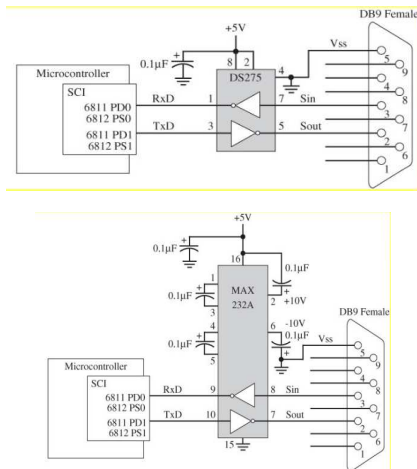 DB9 Female
+5V
Vss
0.1µF
+
8 2
4
DS275
5
9
Microcontroller
SCI
4
8
RxD 1 7 Sin
6811 PD0
6812 PS0
3
7
TxD 3 5 Sout
6811 PD1
6812 PS1
2
6
1
+5V
0.1µF
+
16
0.1µF
+
1
MAX
232A
0.1µF
+
2 +10V
3
4
6 -10V
DB9 Female
0.1µF
+
0.1µF
+
Vss
5
5
9
Microcontroller
SCI
4
8
RxD 9 8 Sin
6811 PD0
6812 PS0
3
7
TxD 10 7 Sout
6811 PD1
6812 PS1
2
6
15
1